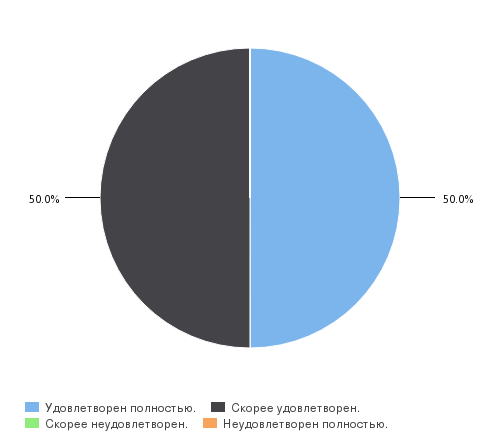 50.0%
50.0%
Удовлетворен полностью. Скорее удовлетворен.
Скорее неудовлетворен. Неудовлетворен полностью.